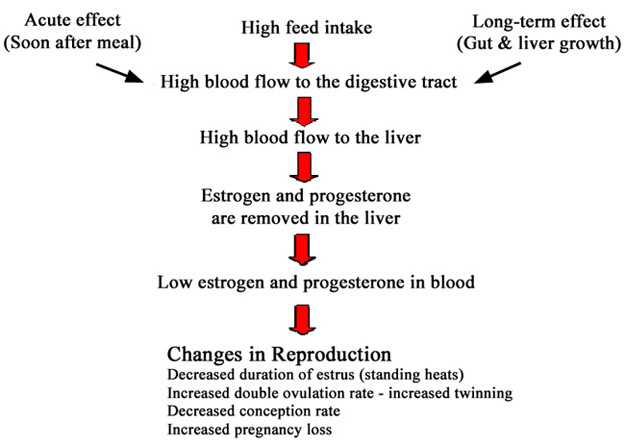 Acute effect
(Soon after meal)
High feed intake
Long-term effect
(Gut & liver growth)
High blood flow to the digestive tract
High blood flow to the liver
Estrogen and progesterone
are removed in the liver
Low estrogen and progesterone in blood
Changes in Reproduction
Decreased duration of estrus (standing heats)
Increased double ovulation rate - increased twinning
Decreased conception rate
Increased pregnancy loss